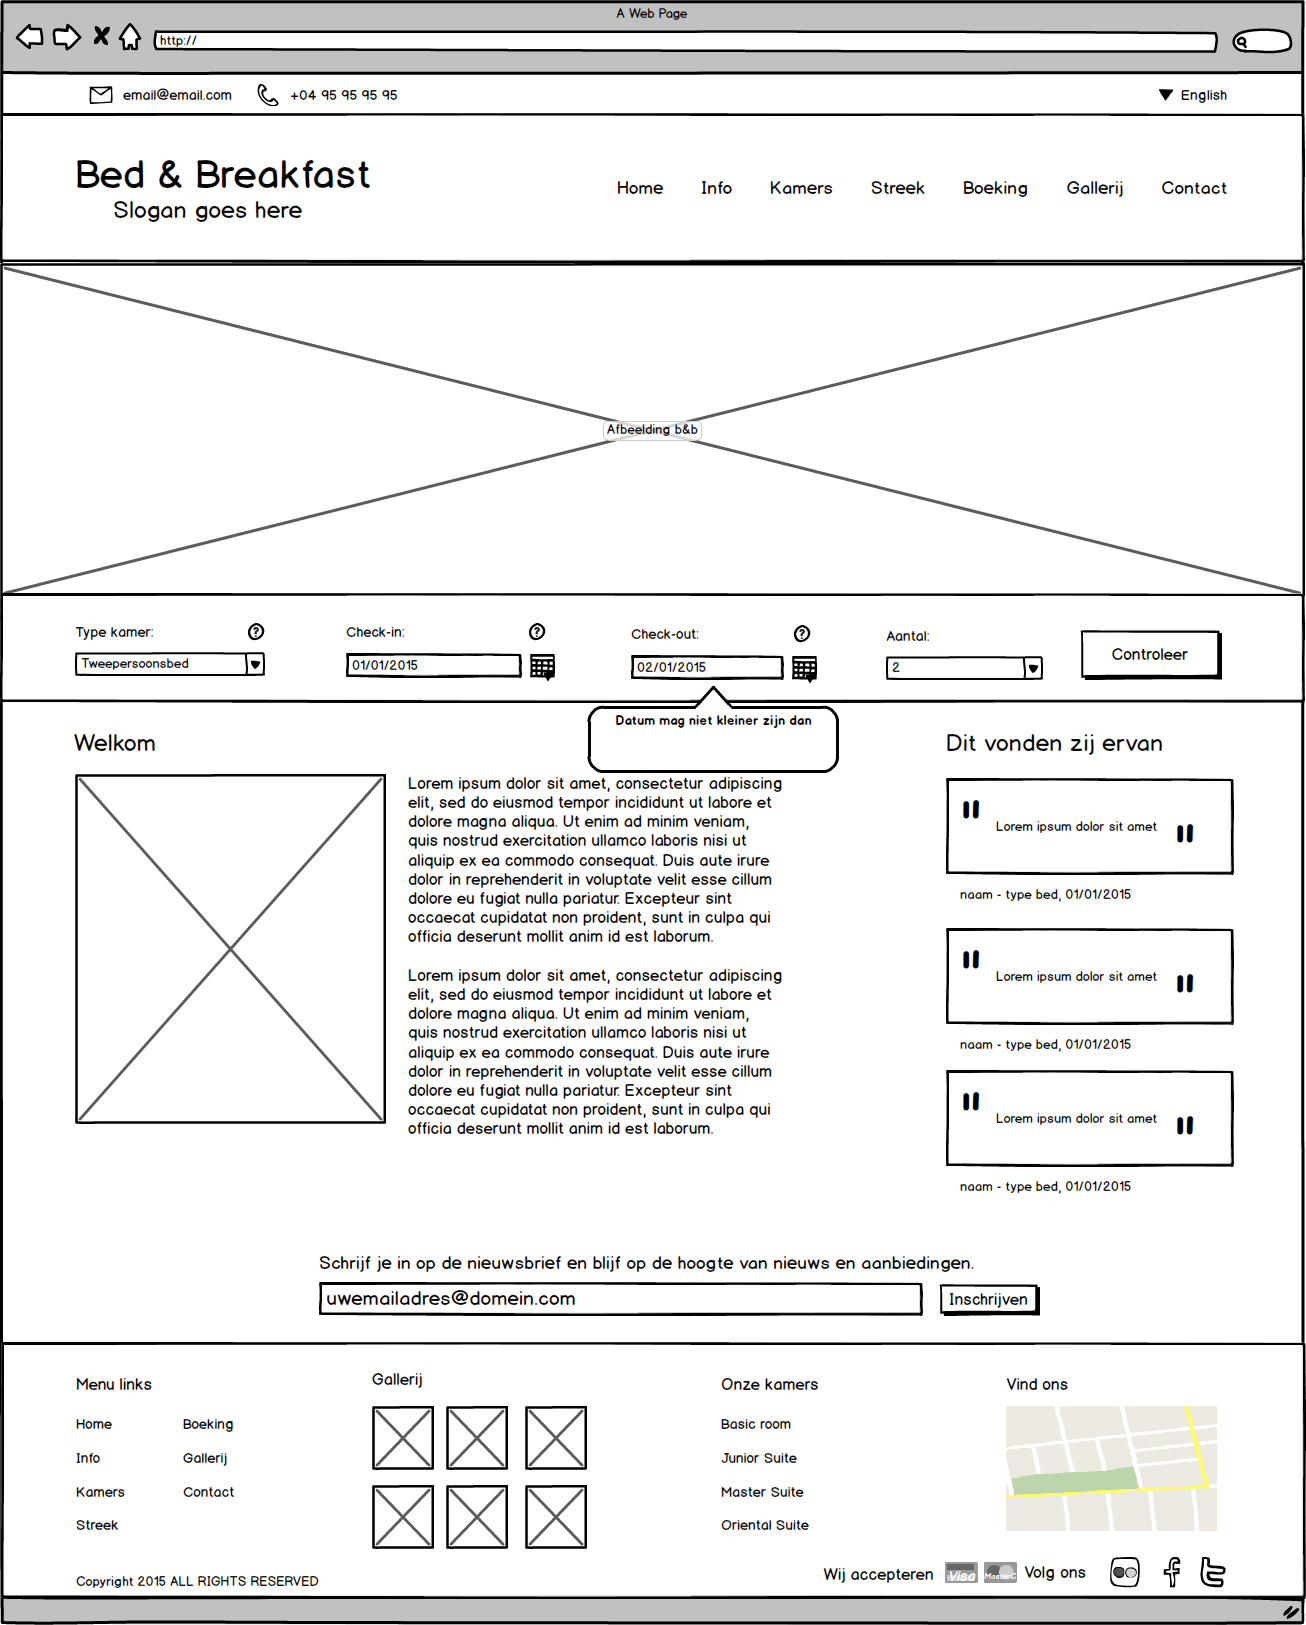 A Web Page
http://
email@email.com
+04 95 95 95 95
English
Bed & Breakfast
Slogan goes here
Home
Info
Kamers
Streek
Boeking
Gallerij
Contact
Afbeelding b&b
Type kamer:
Tweepersoonsbed
Check-in:
01/01/2015
Check-out:
02/01/2015
Aantal:
2
Controleer
Datum mag niet kleiner zijn dan
Welkom
Lorem ipsum dolor sit amet, consectetur adipiscing
elit, sed do eiusmod tempor incididunt ut labore et
dolore magna aliqua. Ut enim ad minim veniam,
quis nostrud exercitation ullamco laboris nisi ut
aliquip ex ea commodo consequat. Duis aute irure
dolor in reprehenderit in voluptate velit esse cillum
dolore eu fugiat nulla pariatur. Excepteur sint
occaecat cupidatat non proident, sunt in culpa qui
officia deserunt mollit anim id est laborum.
Lorem ipsum dolor sit amet, consectetur adipiscing
elit, sed do eiusmod tempor incididunt ut labore et
dolore magna aliqua. Ut enim ad minim veniam,
quis nostrud exercitation ullamco laboris nisi ut
aliquip ex ea commodo consequat. Duis aute irure
dolor in reprehenderit in voluptate velit esse cillum
dolore eu fugiat nulla pariatur. Excepteur sint
occaecat cupidatat non proident, sunt in culpa qui
officia deserunt mollit anim id est laborum.
Dit vonden zij ervan
" Lorem ipsum dolor sit amet "
naam - type bed, 01/01/2015
" Lorem ipsum dolor sit amet "
naam - type bed, 01/01/2015
" Lorem ipsum dolor sit amet "
naam - type bed, 01/01/2015
Schrijf je in op de nieuwsbrief en blijf op de hoogte van nieuws en aanbiedingen.
uwemailadres@domein.com
Inschrijven
Menu links
Home
Info
Kamers
Streek
Boeking
Gallerij
Contact
Gallerij
Onze kamers
Basic room
Junior Suite
Master Suite
Oriental Suite
Vind ons
Copyright 2015 ALL RIGHTS RESERVED
Wij accepteren
Visa
MasterC
Volg ons